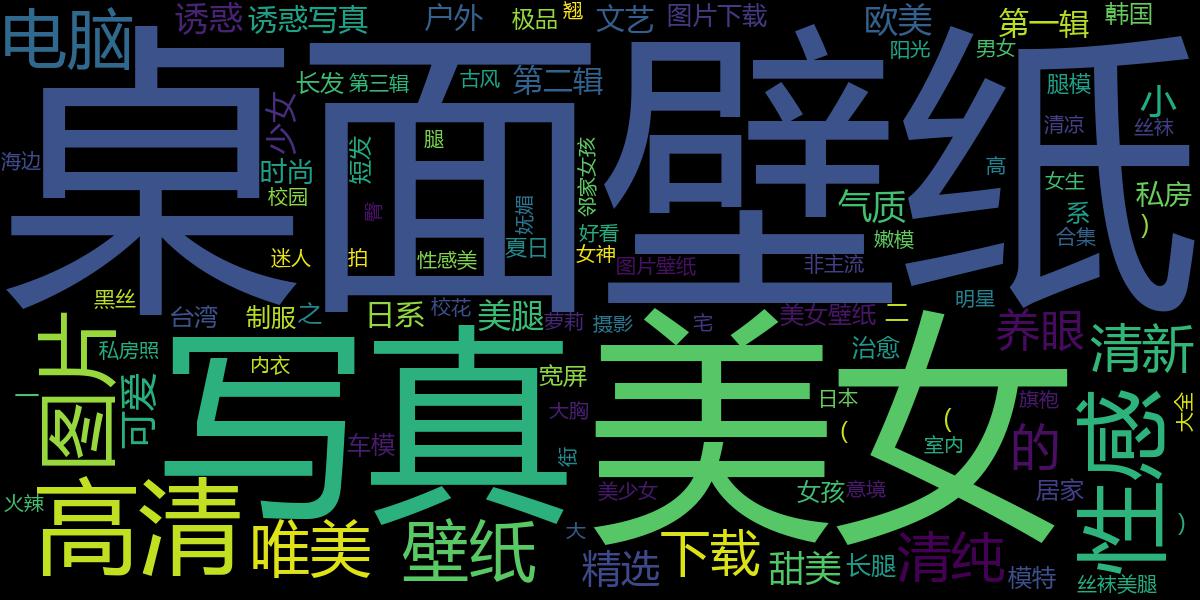 桌面壁纸
写真
美女
电脑
诱惑
诱惑写真
户外
极品
翘
文艺
图片下载
欧美
第一辑
韩国
阳光
男女
长发
第三辑
古风
第二辑
腿模
小
清凉
丝袜
少女
海边
时尚
校园
短发
腿
邻家女孩
臀
妩媚
高
女生
私房
系
合集
)
气质
嫩模
好看
夏日
女神
迷人
拍
性感美
图片壁纸
非主流
黑丝
台湾
制服
之
日系
校花
美腿
萝莉
摄影
宅
美女壁纸
二
明星
养眼
清新
图片
私房照
内衣
宽屏
治愈
一
可爱
大胸
日本
(
(
室内
旗袍
大全
车模
街
的
性感
火辣
高清
美少女
女孩
意境
居家
唯美
壁纸
大
精选
下载
甜美
长腿
清纯
模特
)
丝袜美腿